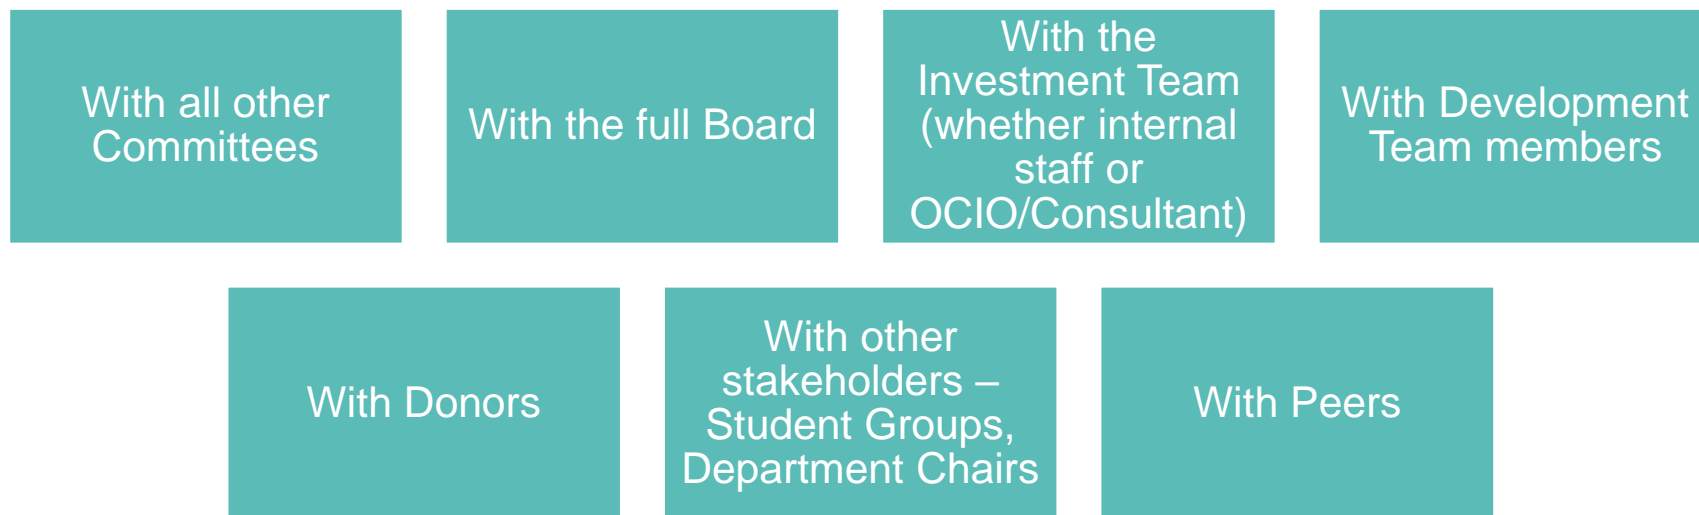 With all other
Committees
With the full Board
With the
Investment Team
(whether internal
staff or
OCIO/Consultant)
With Development
Team members
With Donors
With other
stakeholders –
Student Groups,
Department Chairs
With Peers